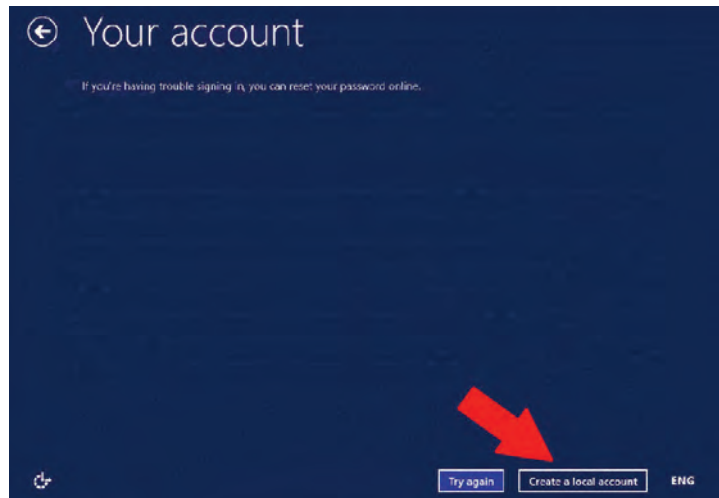 Your account
If you're having trouble signing in, you can reset your password online.
Try again
Create a local account
ENG